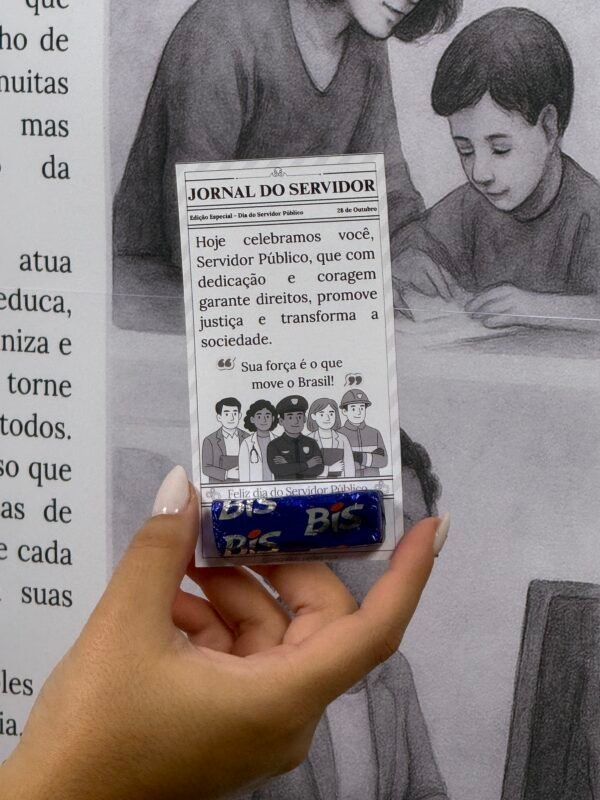 que
ho de
muitas
mas
da
atua
educa,
niza e
torne
todos.
so que
as de
e cada
suas
JORNAL DO SERVIDOR
Edição Especial - Dia do Servidor Público 28 de Outubro
Hoje celebramos você,
Servidor Público, que com
dedicação e coragem
garante direitos, promove
justiça e transforma a
sociedade.
“ Sua força é o que
move o Brasil! ”
Feliz dia do Servidor Público
BIS BIS
BIS